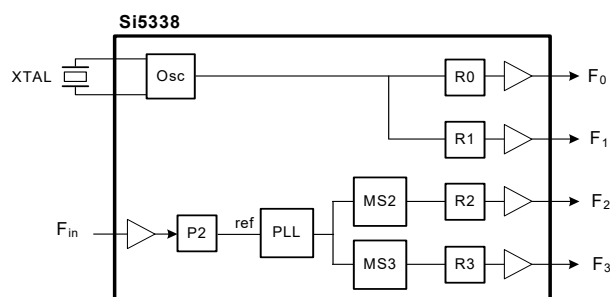 Si5338
XTAL
Osc
R0
F0
R1
F1
MS2
R2
F2
Fin
P2
ref
PLL
MS3
R3
F3